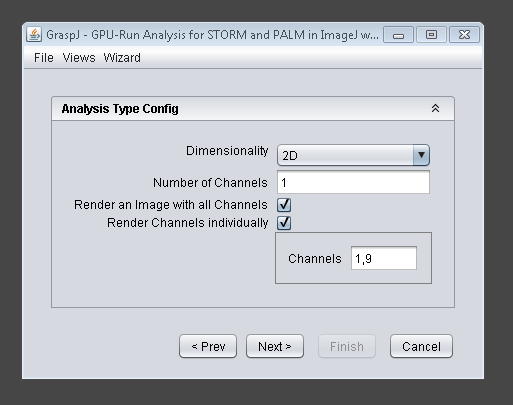 GraspJ - GPU-Run Analysis for STORM and PALM in ImageJ w...
File Views Wizard
Analysis Type Config
Dimensionality 2D
Number of Channels 1
Render an Image with all Channels
Render Channels individually
Channels 1,9
< Prev Next > Finish Cancel